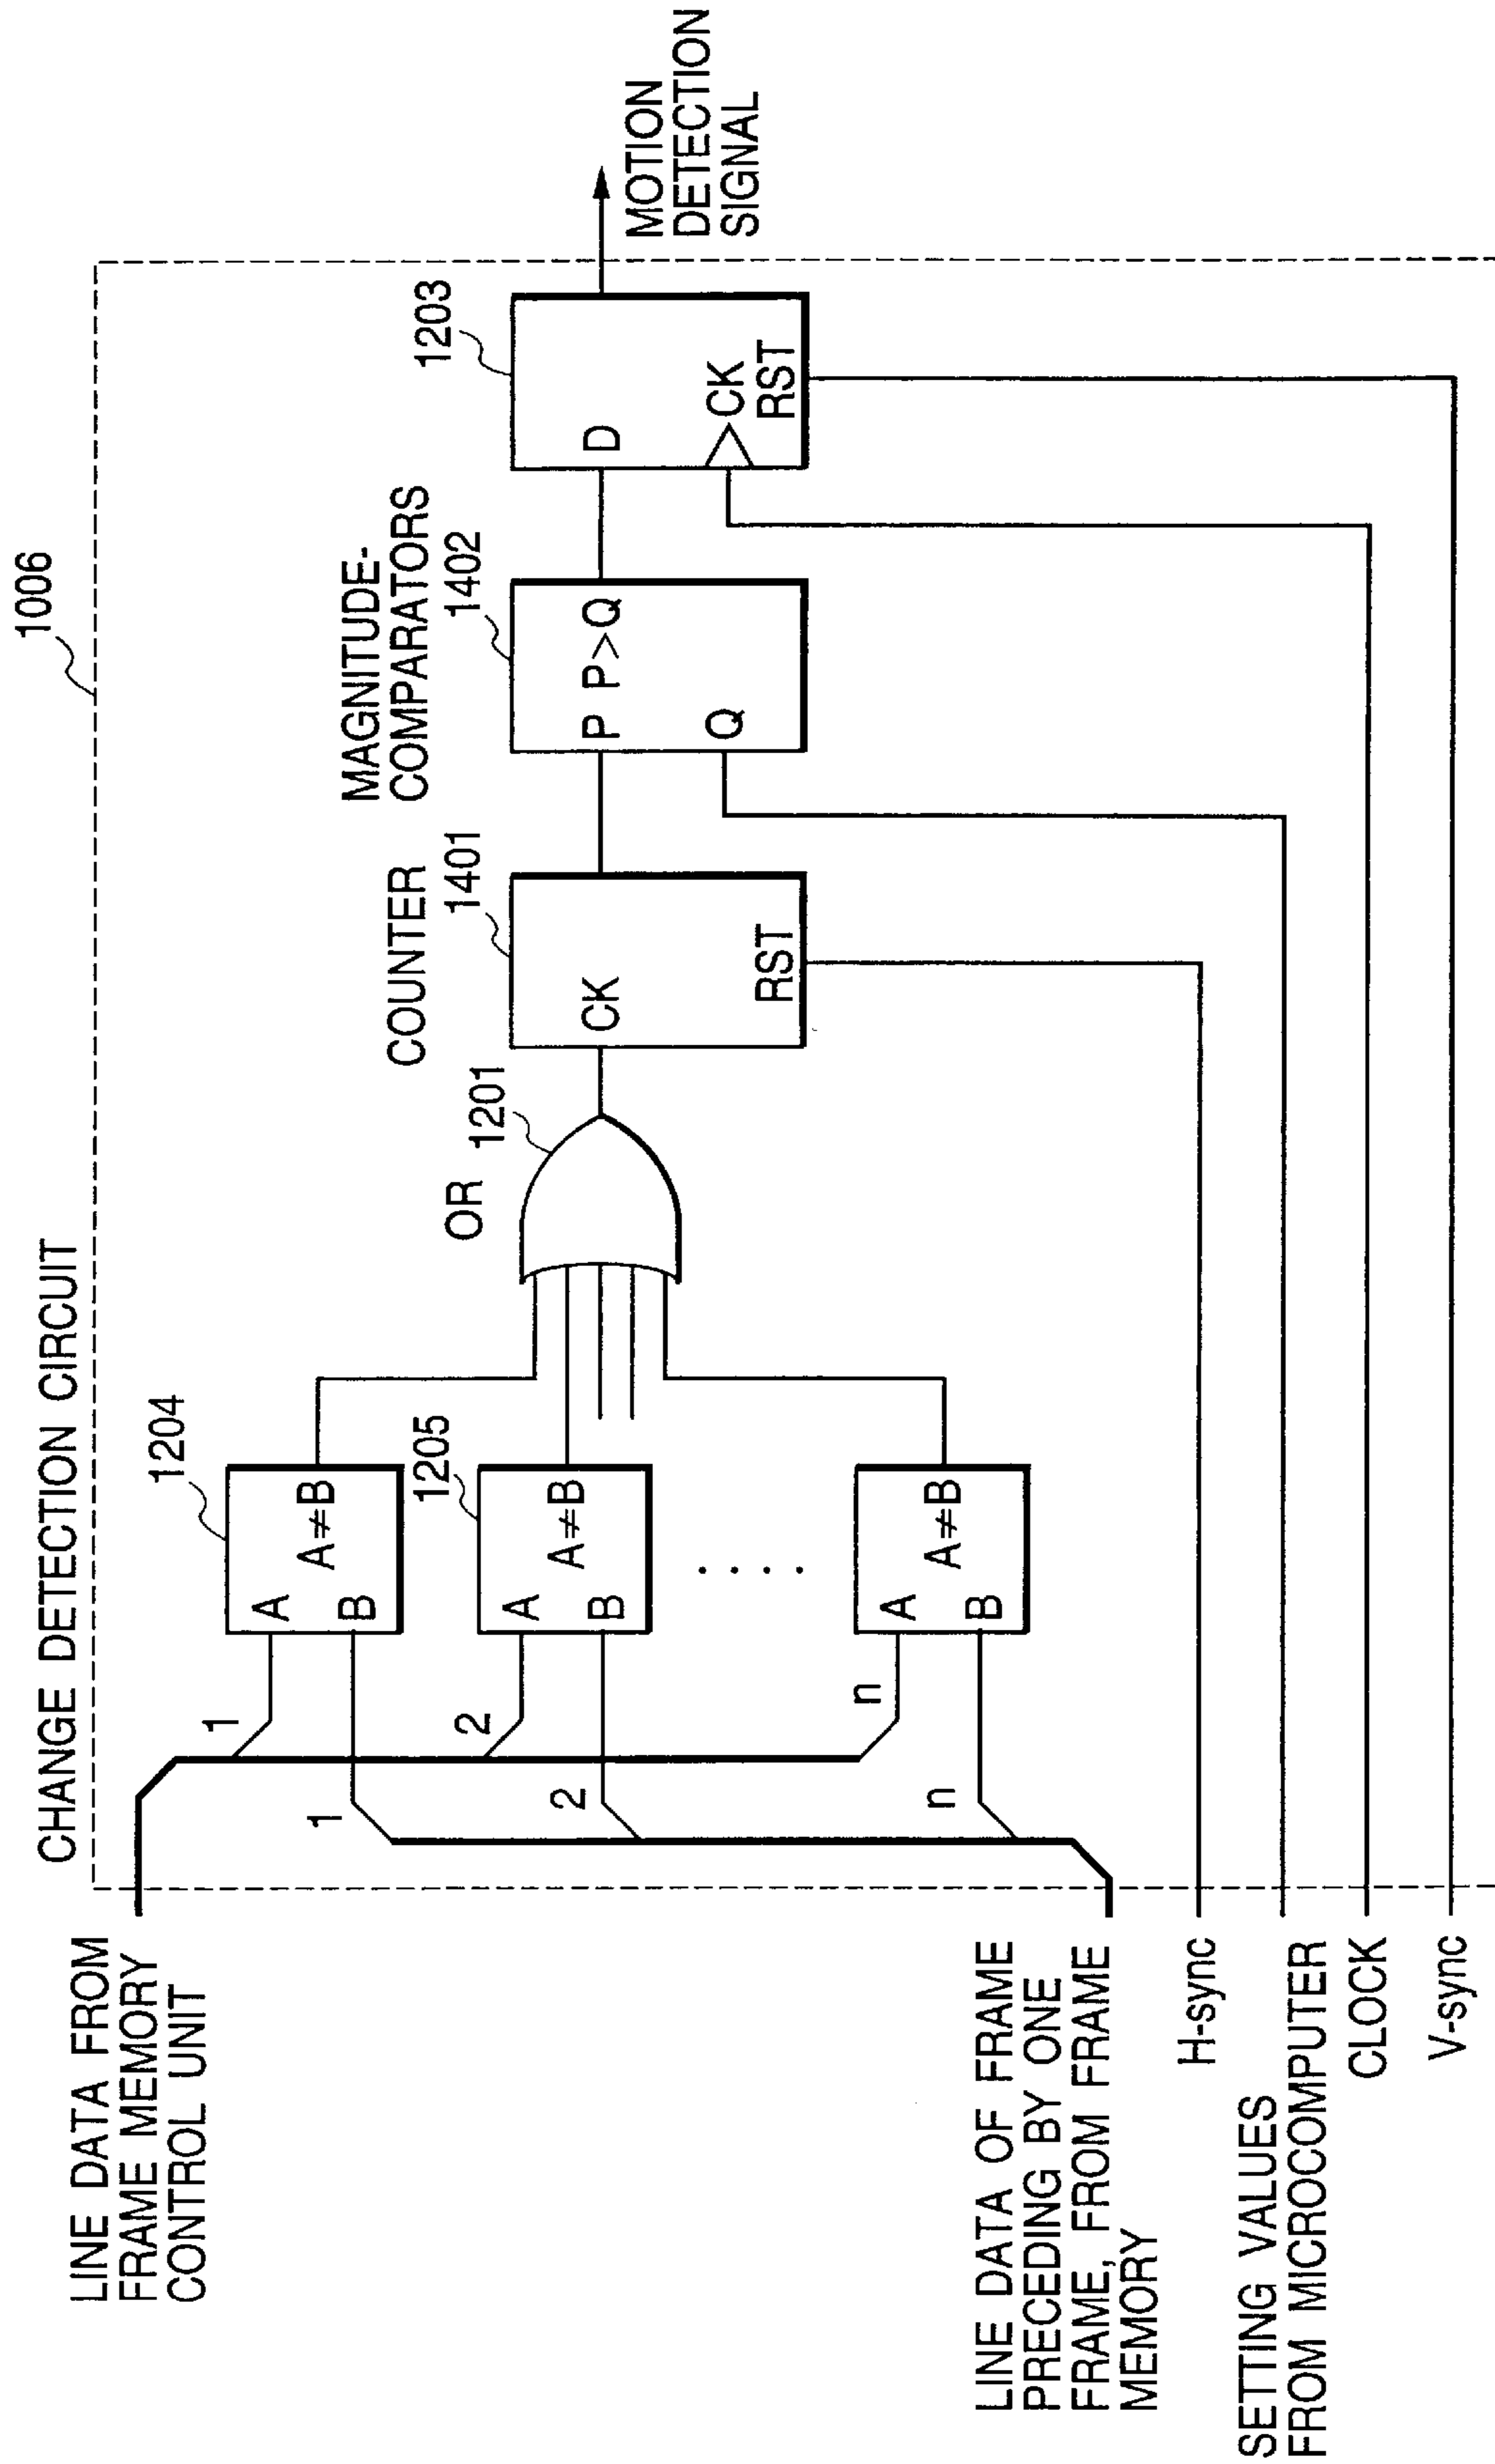 CHANGE DETECTION CIRCUIT
1006
LINE DATA FROM
FRAME MEMORY
CONTROL UNIT
1
2
n
1
2
n
A
B
A≠B
1204
A
B
A≠B
1205
. . . .
A
B
A≠B
OR
1201
COUNTER
1401
CK
RST
MAGNITUDE-
COMPARATORS
1402
P
P>Q
Q
1203
D
CK
RST
MOTION
DETECTION
SIGNAL
LINE DATA OF FRAME
PRECEDING BY ONE
FRAME, FROM FRAME
MEMORY
H-sync
SETTING VALUES
FROM MICROCOMPUTER
CLOCK
V-sync